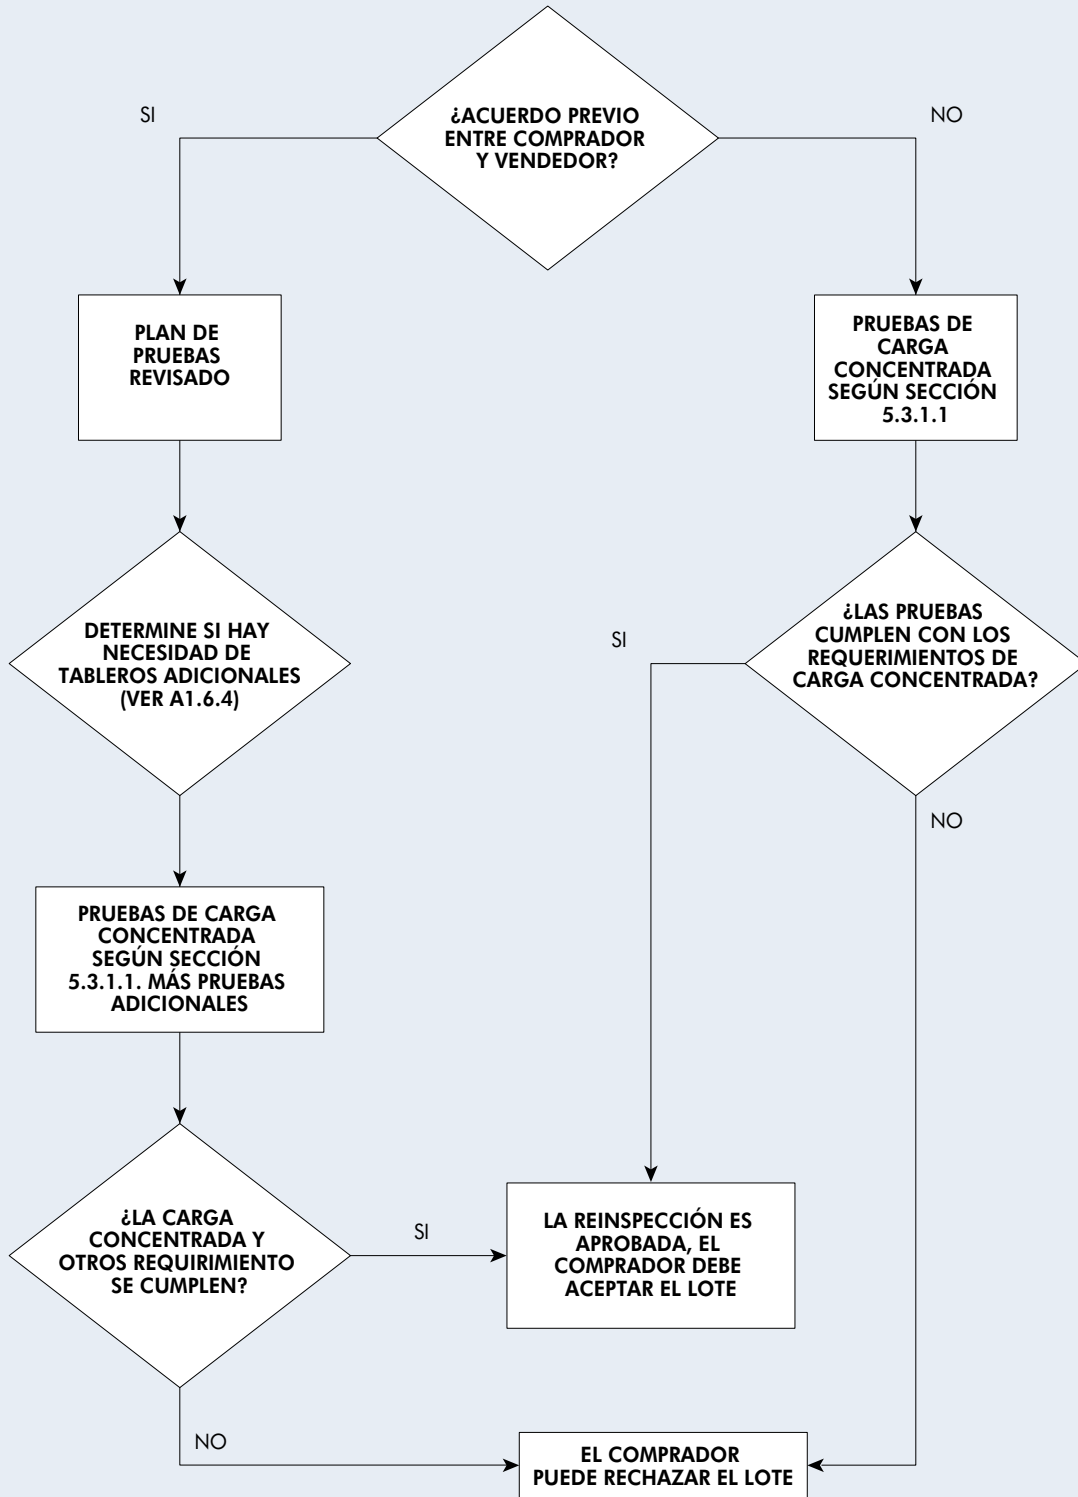 ¿ACUERDO PREVIO
ENTRE COMPRADOR
Y VENDEDOR?
SI
NO
PLAN DE
PRUEBAS
REVISADO
PRUEBAS DE
CARGA
CONCENTRADA
SEGÚN SECCIÓN
5.3.1.1
DETERMINE SI HAY
NECESIDAD DE
TABLEROS ADICIONALES
(VER A1.6.4)
¿LAS PRUEBAS
CUMPLEN CON LOS
REQUERIMIENTOS DE
CARGA CONCENTRADA?
SI
NO
PRUEBAS DE CARGA
CONCENTRADA
SEGÚN SECCIÓN
5.3.1.1. MÁS PRUEBAS
ADICIONALES
¿LA CARGA
CONCENTRADA Y
OTROS REQUIRIMIENTO
SE CUMPLEN?
SI
LA REINSPECCIÓN ES
APROBADA, EL
COMPRADOR DEBE
ACEPTAR EL LOTE
NO
EL COMPRADOR
PUEDE RECHAZAR EL LOTE